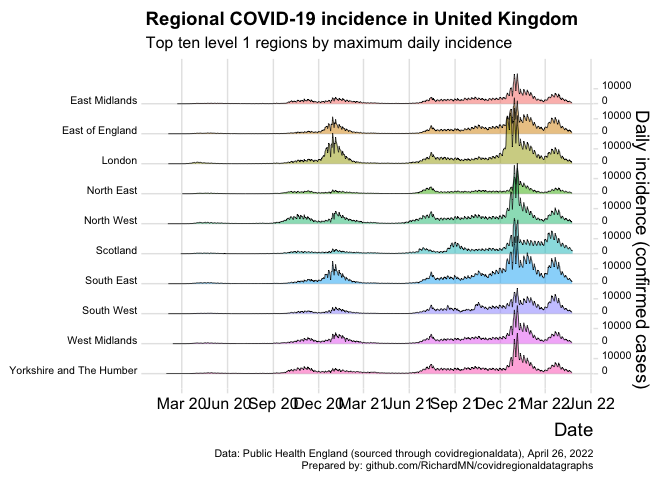 Regional COVID-19 incidence in United Kingdom
Top ten level 1 regions by maximum daily incidence
East Midlands
10000
0
East of England
10000
0
London
10000
0
North East
10000
0
North West
10000
0
Scotland
10000
0
South East
10000
0
South West
10000
0
West Midlands
10000
0
Yorkshire and The Humber
10000
0
Daily incidence (confirmed cases)
Mar 20 Jun 20 Sep 20 Dec 20 Mar 21 Jun 21 Sep 21 Dec 21 Mar 22 Jun 22
Date
Data: Public Health England (sourced through covidregionaldata), April 26, 2022
Prepared by: github.com/RichardMN/covidregionaldatagraphs